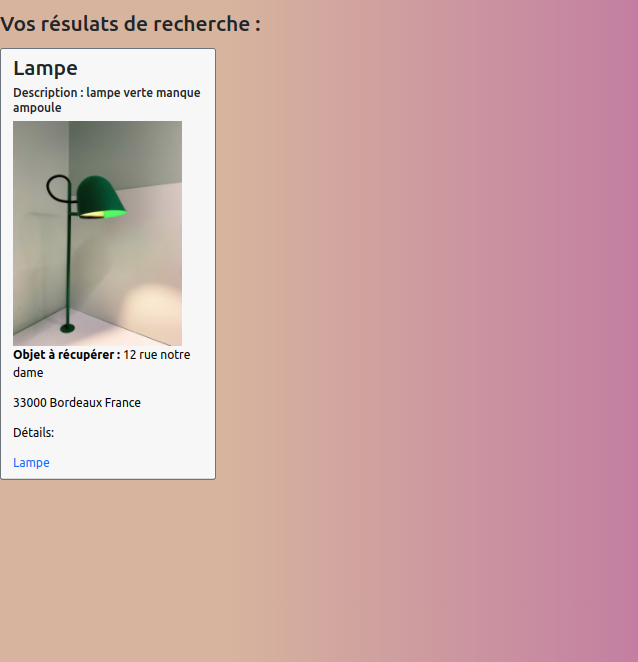 Vos résulats de recherche :
Lampe
Description : lampe verte manque
ampoule
Objet à récupérer : 12 rue notre
dame
33000 Bordeaux France
Détails:
Lampe